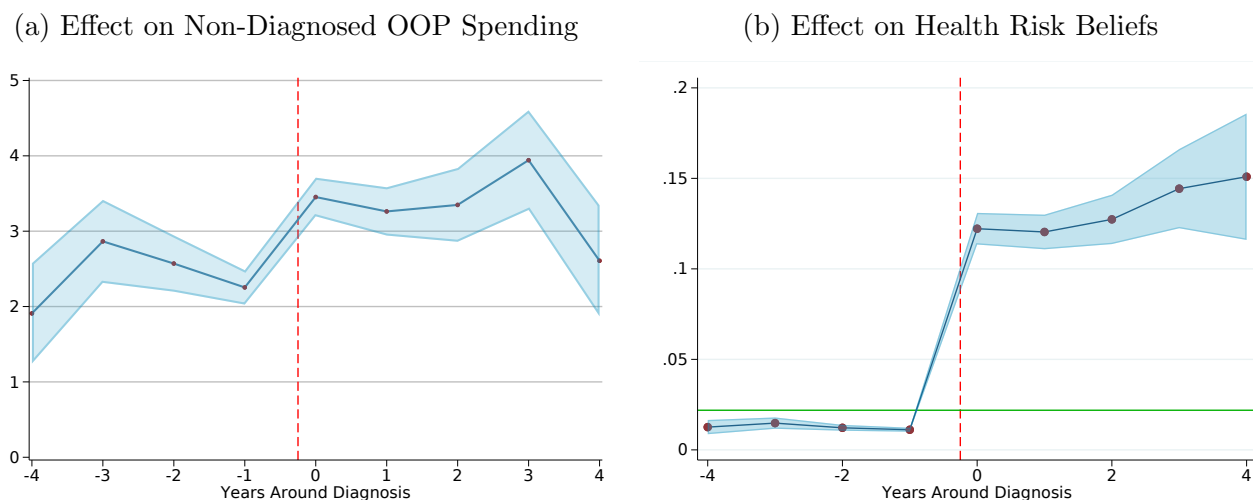 (a) Effect on Non-Diagnosed OOP Spending
5
4
3
2
1
0
-4 -3 -2 -1 0 1 2 3 4
Years Around Diagnosis
(b) Effect on Health Risk Beliefs
.2
.15
.1
.05
0
-4 -2 0 2 4
Years Around Diagnosis